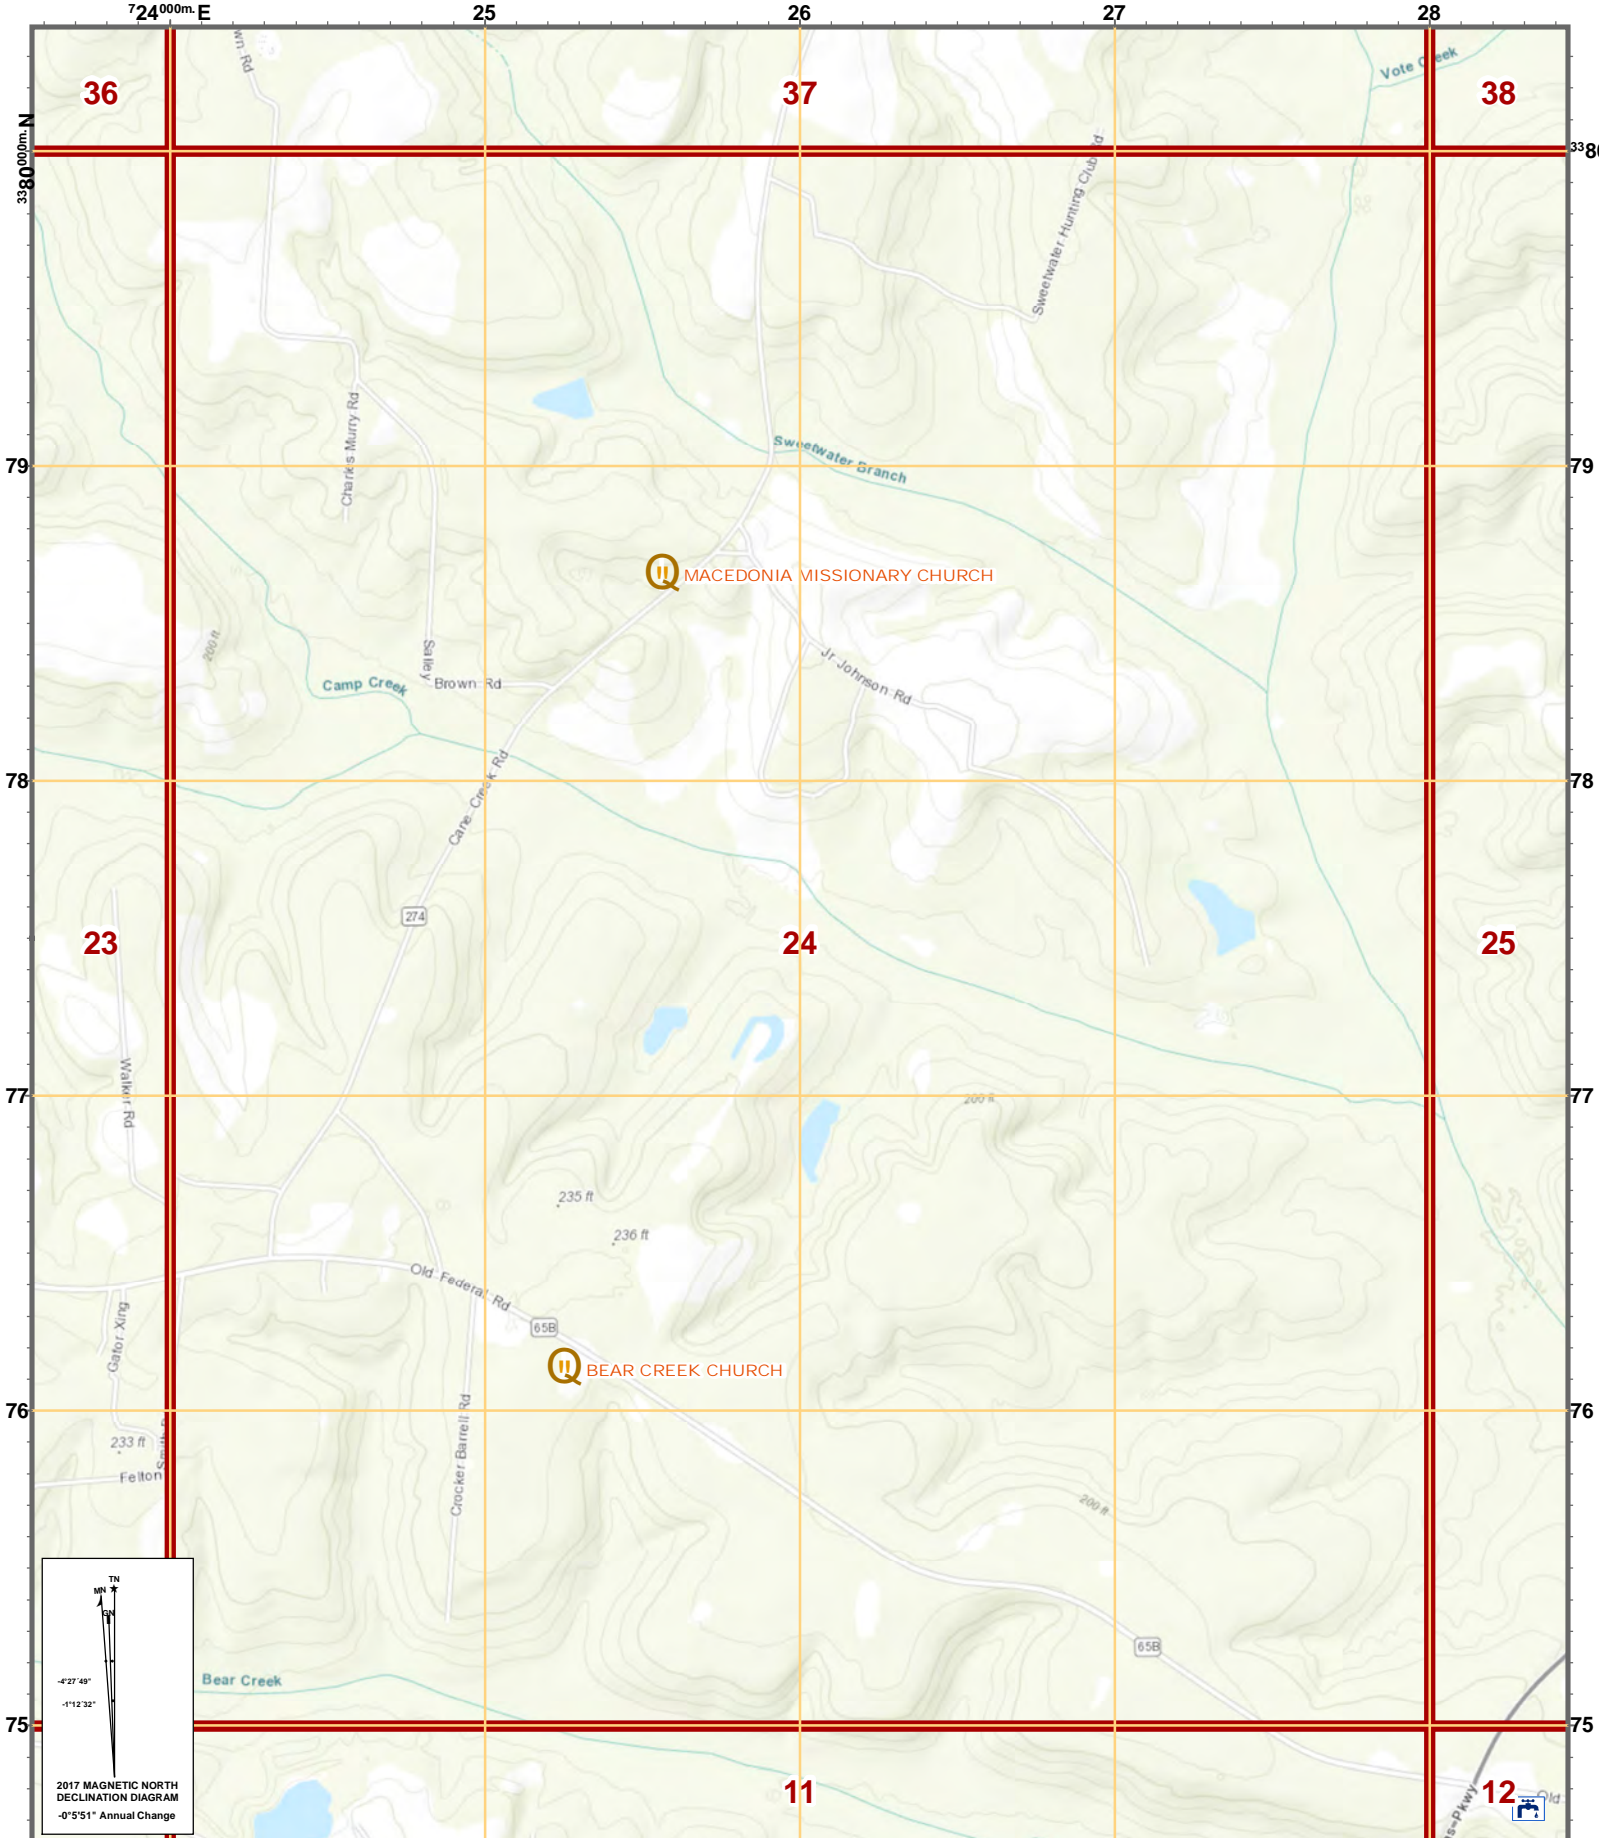 724000m. E 25 26 27 28
wn Rd
Vote Creek
36 37 38
3380000m. N
Sweetwater Hunting Club Rd
Charles Murry Rd
Sweetwater Branch
79 79
MACEDONIA MISSIONARY CHURCH
200 ft
Salley
Brown Rd
Camp Creek
Jr Johnson Rd
Cane Creek Rd
78 78
274
23 24 25
Walker Rd
77 77
200 ft
235 ft
236 ft
Old Federal Rd
65B
Gator Xing
BEAR CREEK CHURCH
Crocker Barrell Rd
76 76
233 ft
Felton
200 ft
65B
Bear Creek
75 75
TN
MN
GN
-4°27'49"
-1°12'32"
2017 MAGNETIC NORTH
DECLINATION DIAGRAM
-0°5'51" Annual Change
11 12
Old
s=Pkwy